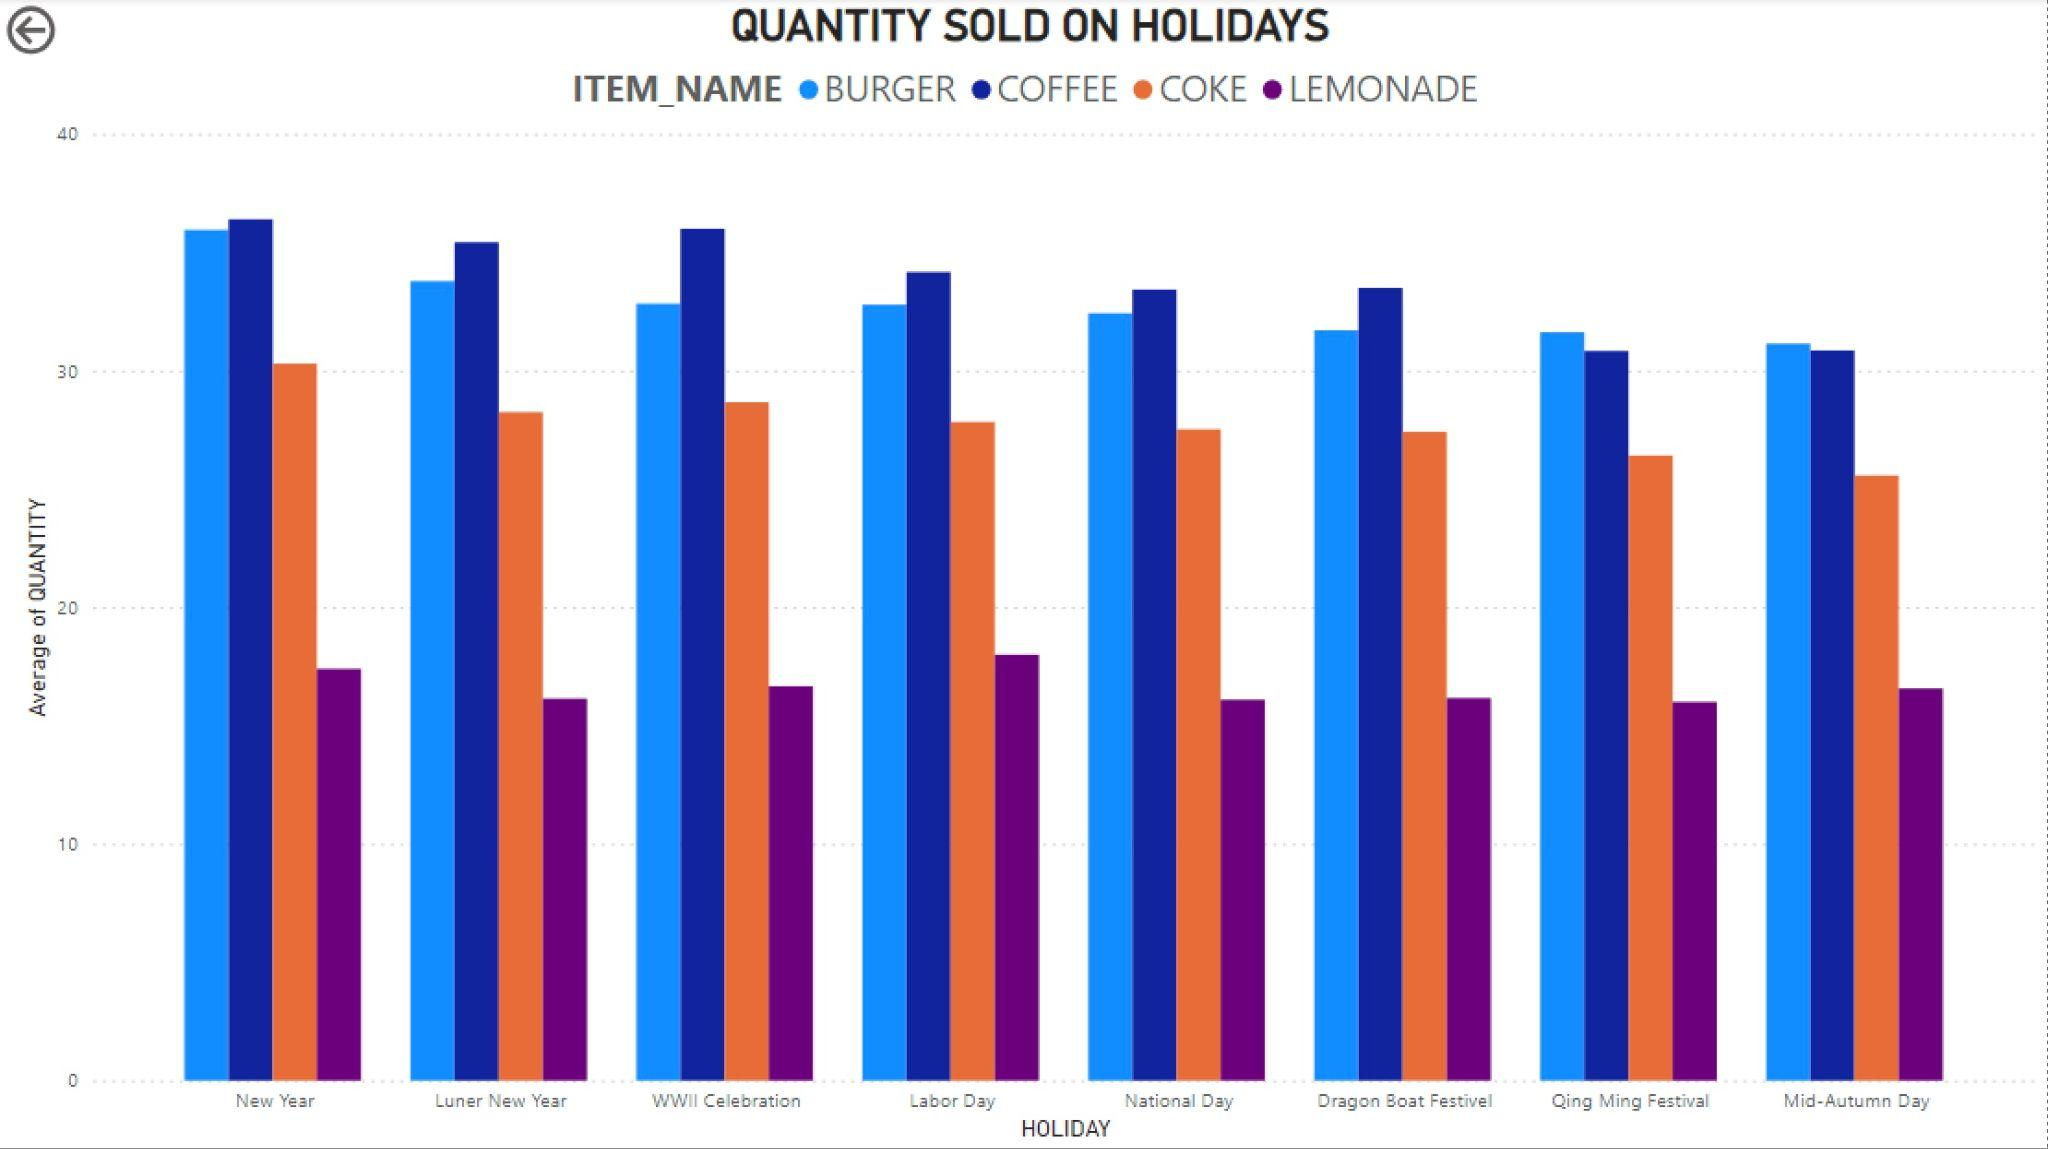 QUANTITY SOLD ON HOLIDAYS
ITEM_NAME BURGER COFFEE COKE LEMONADE
40
30
20
10
0
Average of QUANTITY
New Year Luner New Year WWII Celebration Labor Day National Day Dragon Boat Festivel Qing Ming Festival Mid-Autumn Day
HOLIDAY